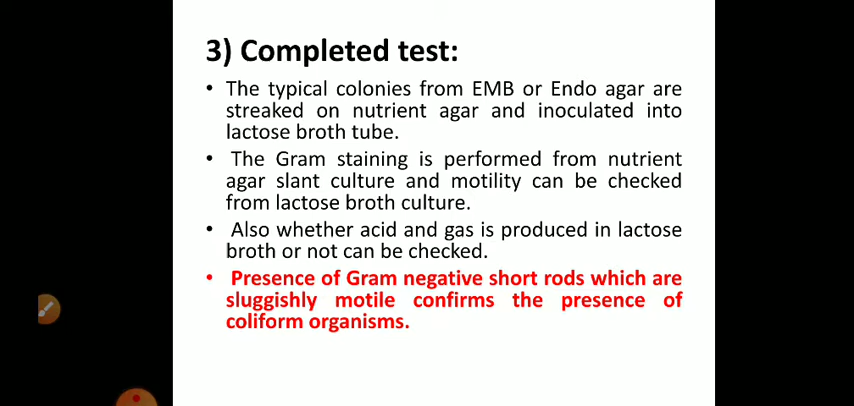 3) Completed test:
• The typical colonies from EMB or Endo agar are
streaked on nutrient agar and inoculated into
lactose broth tube.
• The Gram staining is performed from nutrient
agar slant culture and motility can be checked
from lactose broth culture.
• Also whether acid and gas is produced in lactose
broth or not can be checked.
• Presence of Gram negative short rods which are
sluggishly motile confirms the presence of
coliform organisms.